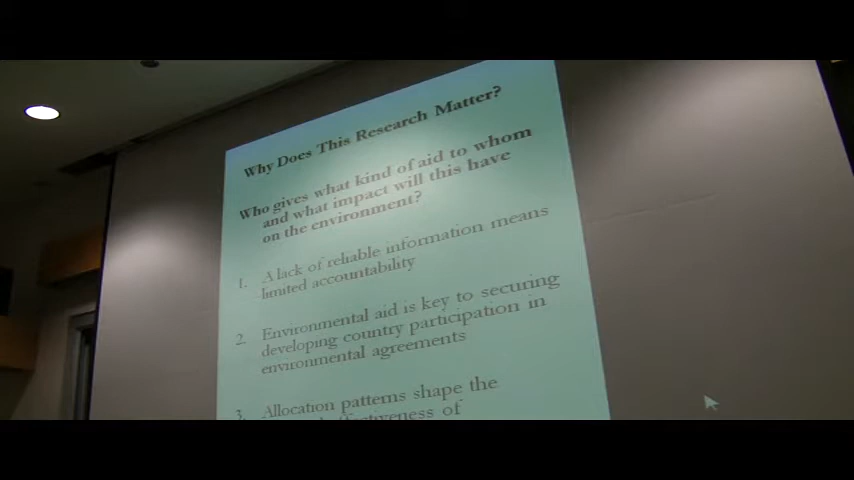 Why Does This Research Matter?
Who gives what kind of aid to whom
and what impact will this have
on the environment?
1. A lack of reliable information means
limited accountability
2. Environmental aid is key to securing
developing country participation in
environmental agreements
3. Allocation patterns shape the
of